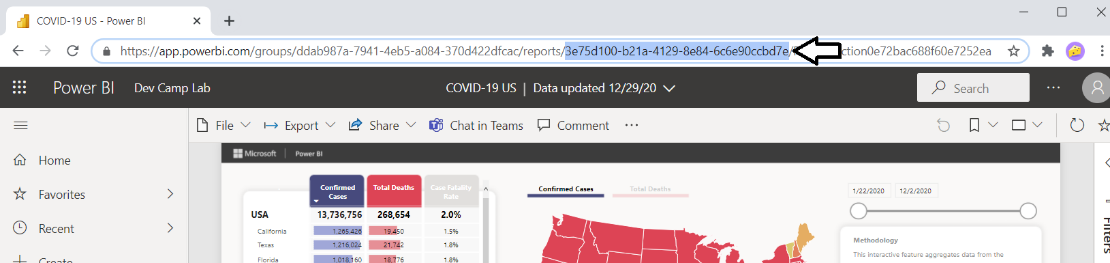 COVID-19 US - Power BI
https://app.powerbi.com/groups/ddab987a-7941-4eb5-a084-370d422dfcac/reports/3e75d100-b21a-4129-8e84-6c6e90ccbd7e/ ction0e72bac688f60e7252ea
Power BI Dev Camp Lab COVID-19 US | Data updated 12/29/20 Search
File Export Share Chat in Teams Comment
Microsoft Power BI
Home
Favorites
Recent
Create
Confirmed Cases Total Deaths Case Fatality Rate
USA 13,736,756 268,654 2.0%
California 1,265,426 19,450 1.5%
Texas 1,216,024 21,742 1.8%
Florida 1,018,160 18,776 1.8%
Confirmed Cases Total Deaths
1/22/2020 12/2/2020
Methodology
This interactive feature aggregates data from the
Filters